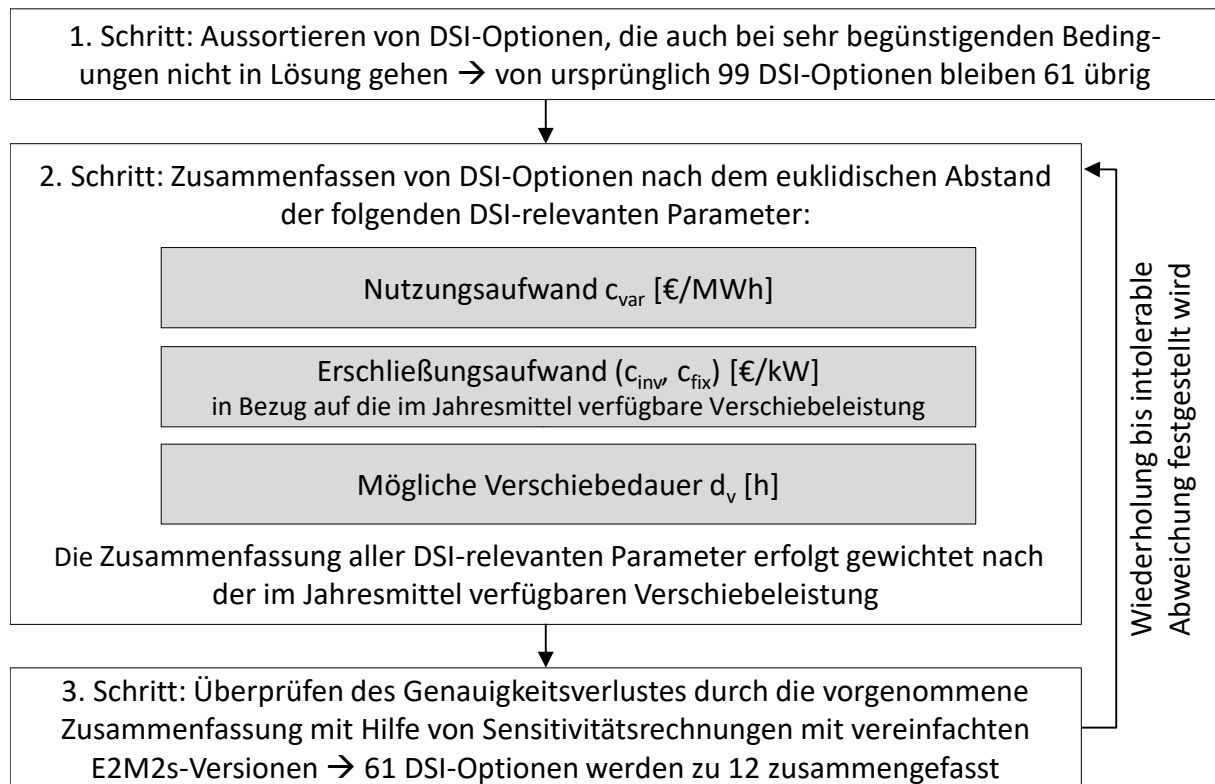 1. Schritt: Aussortieren von DSI-Optionen, die auch bei sehr begünstigenden Beding-
ungen nicht in Lösung gehen → von ursprünglich 99 DSI-Optionen bleiben 61 übrig
2. Schritt: Zusammenfassen von DSI-Optionen nach dem euklidischen Abstand
der folgenden DSI-relevanten Parameter:
Nutzungsaufwand c_var [€/MWh]
Erschließungsaufwand (c_inv, c_fix) [€/kW]
in Bezug auf die im Jahresmittel verfügbare Verschiebeleistung
Mögliche Verschiebedauer d_v [h]
Die Zusammenfassung aller DSI-relevanten Parameter erfolgt gewichtet nach
der im Jahresmittel verfügbaren Verschiebeleistung
Wiederholung bis intolerable
Abweichung festgestellt wird
3. Schritt: Überprüfen des Genauigkeitsverlustes durch die vorgenommene
Zusammenfassung mit Hilfe von Sensitivitätsrechnungen mit vereinfachten
E2M2s-Versionen → 61 DSI-Optionen werden zu 12 zusammengefasst